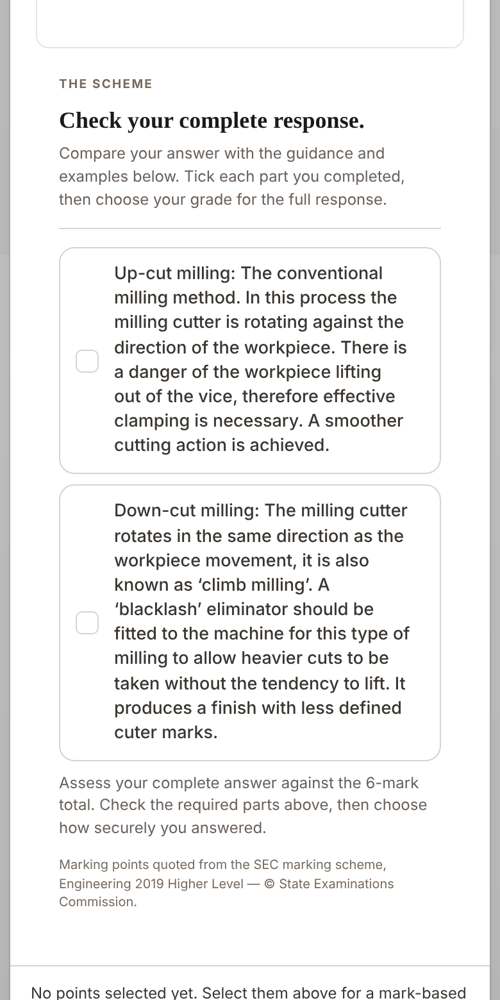 THE SCHEME
Check your complete response.
Compare your answer with the guidance and
examples below. Tick each part you completed,
then choose your grade for the full response.
Up-cut milling: The conventional
milling method. In this process the
milling cutter is rotating against the
direction of the workpiece. There is
a danger of the workpiece lifting
out of the vice, therefore effective
clamping is necessary. A smoother
cutting action is achieved.
Down-cut milling: The milling cutter
rotates in the same direction as the
workpiece movement, it is also
known as ‘climb milling’. A
‘blacklash’ eliminator should be
fitted to the machine for this type of
milling to allow heavier cuts to be
taken without the tendency to lift. It
produces a finish with less defined
cuter marks.
Assess your complete answer against the 6-mark
total. Check the required parts above, then choose
how securely you answered.
Marking points quoted from the SEC marking scheme,
Engineering 2019 Higher Level — © State Examinations
Commission.
No points selected yet. Select them above for a mark-based